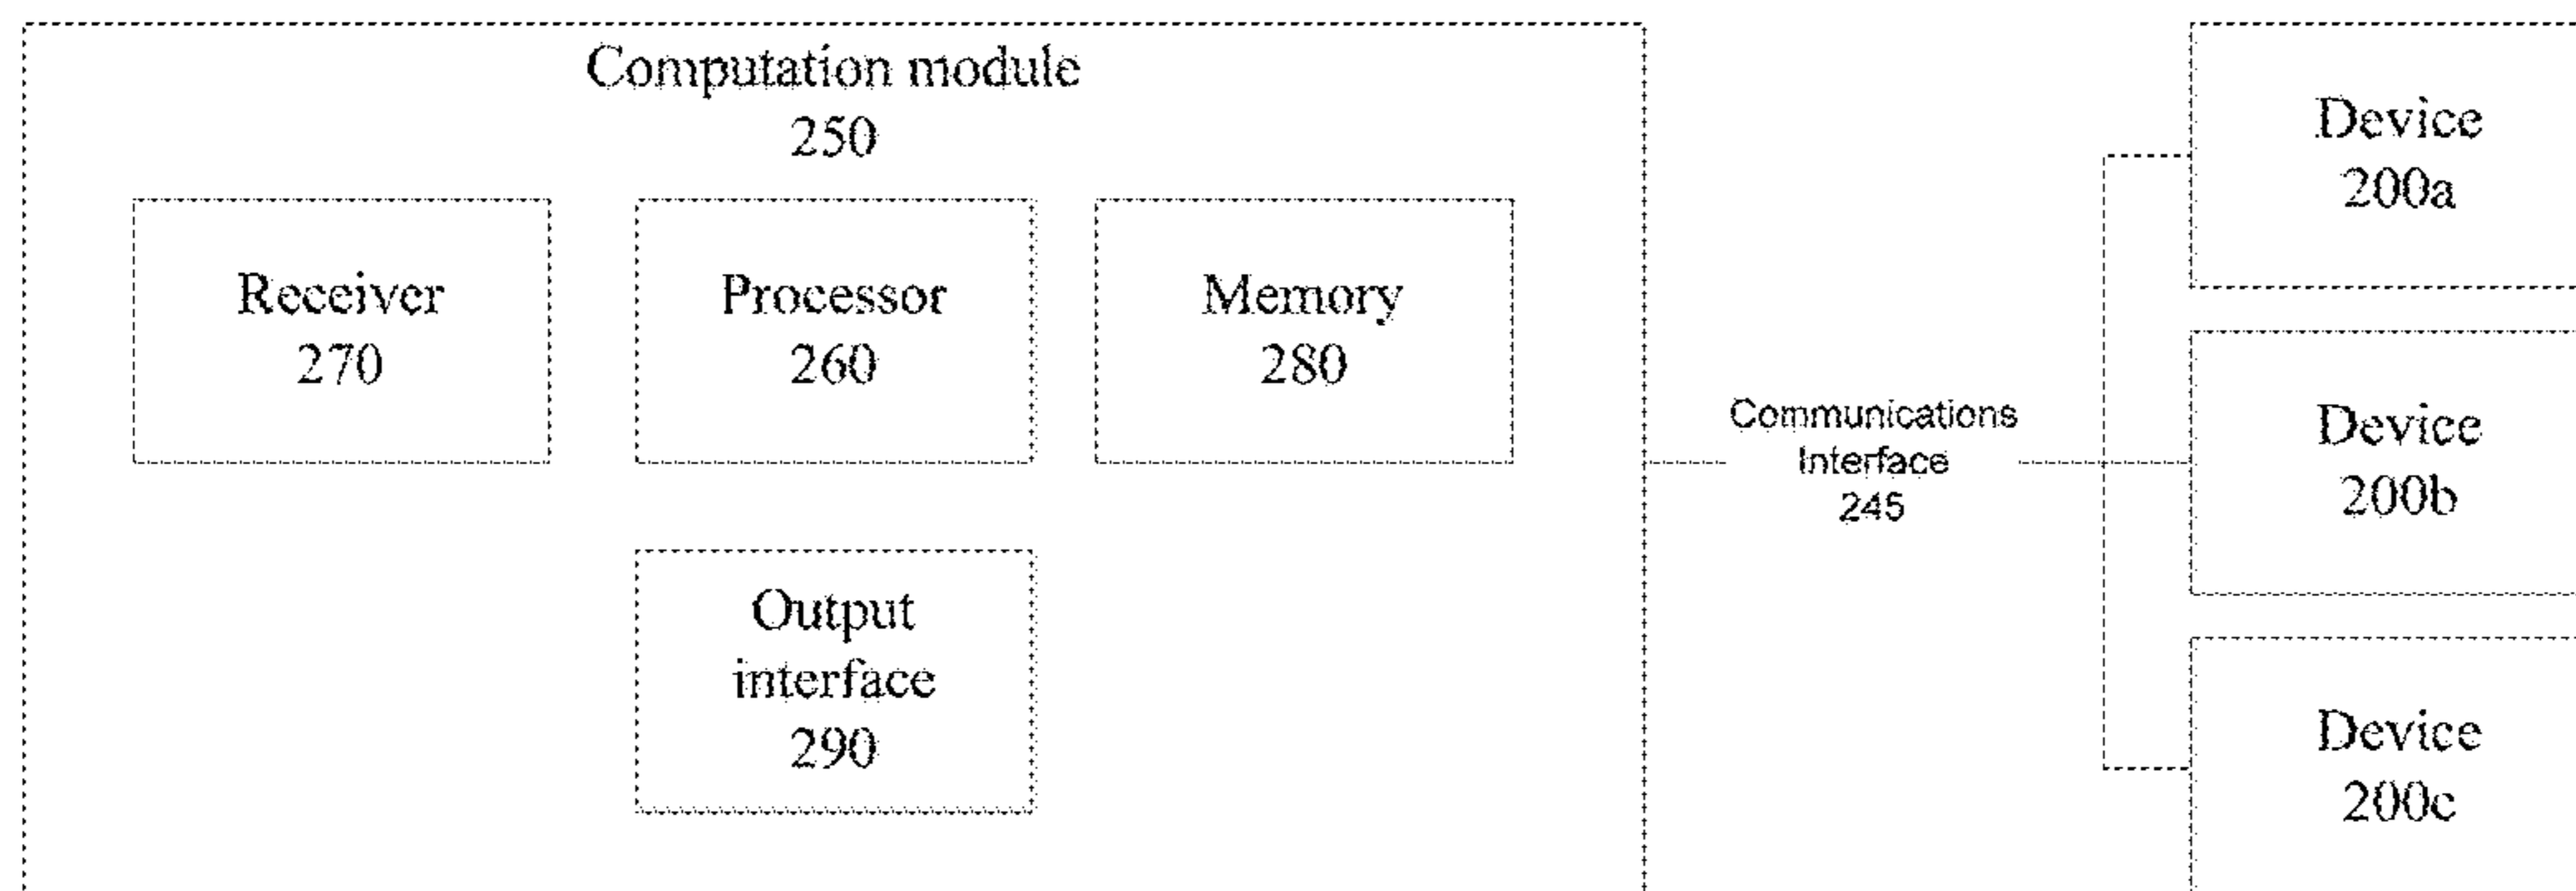 Computation module
250
Receiver
270
Processor
260
Memory
280
Output
interface
290
Communications
Interface
245
Device
200a
Device
200b
Device
200c